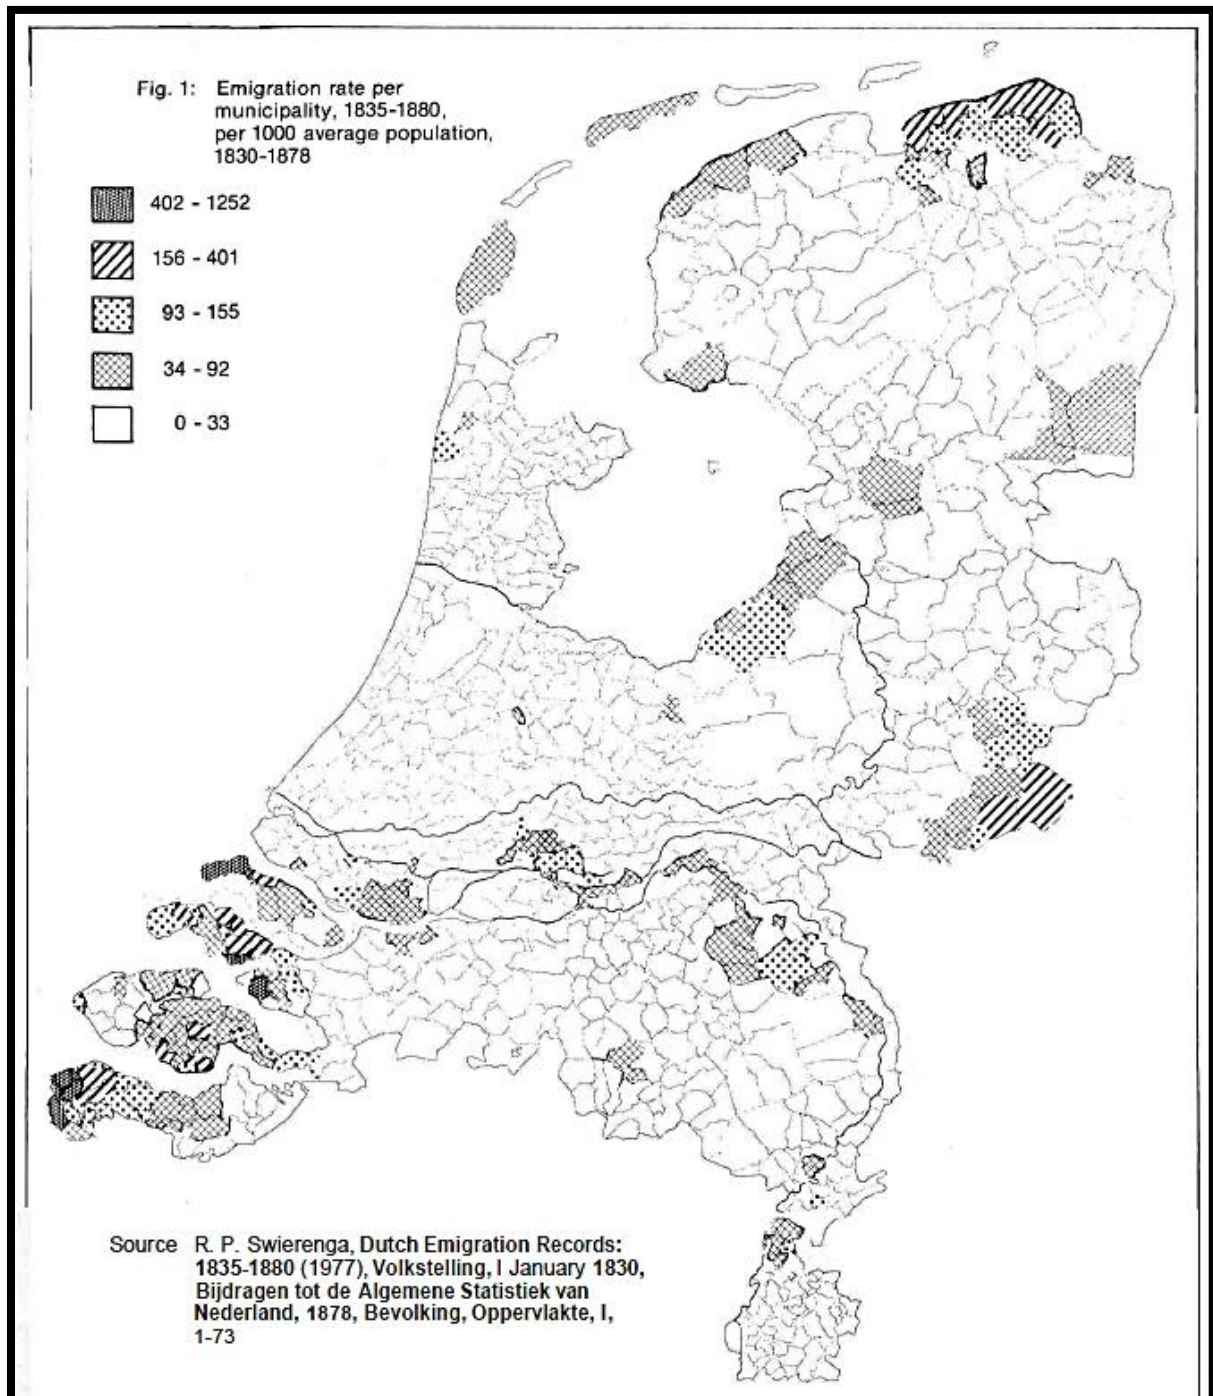 Fig. 1: Emigration rate per
municipality, 1835-1880,
per 1000 average population,
1830-1878
402 - 1252
156 - 401
93 - 155
34 - 92
0 - 33
Source R. P. Swierenga, Dutch Emigration Records:
1835-1880 (1977), Volkstelling, I January 1830,
Bijdragen tot de Algemene Statistiek van
Nederland, 1878, Bevolking, Oppervlakte, I,
1-73